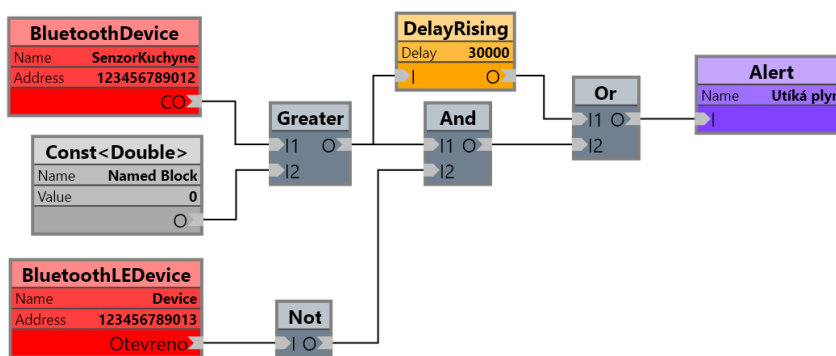 BluetoothDevice
Name SenzorKuchyne
Address 123456789012
CO
Const<Double>
Name Named Block
Value 0
O
BluetoothLEDevice
Name Device
Address 123456789013
Otevreno
Greater
I1 O
I2
Not
I O
DelayRising
Delay 30000
I O
And
I1 O
I2
Or
I1 O
I2
Alert
Name Utíká plyn
I